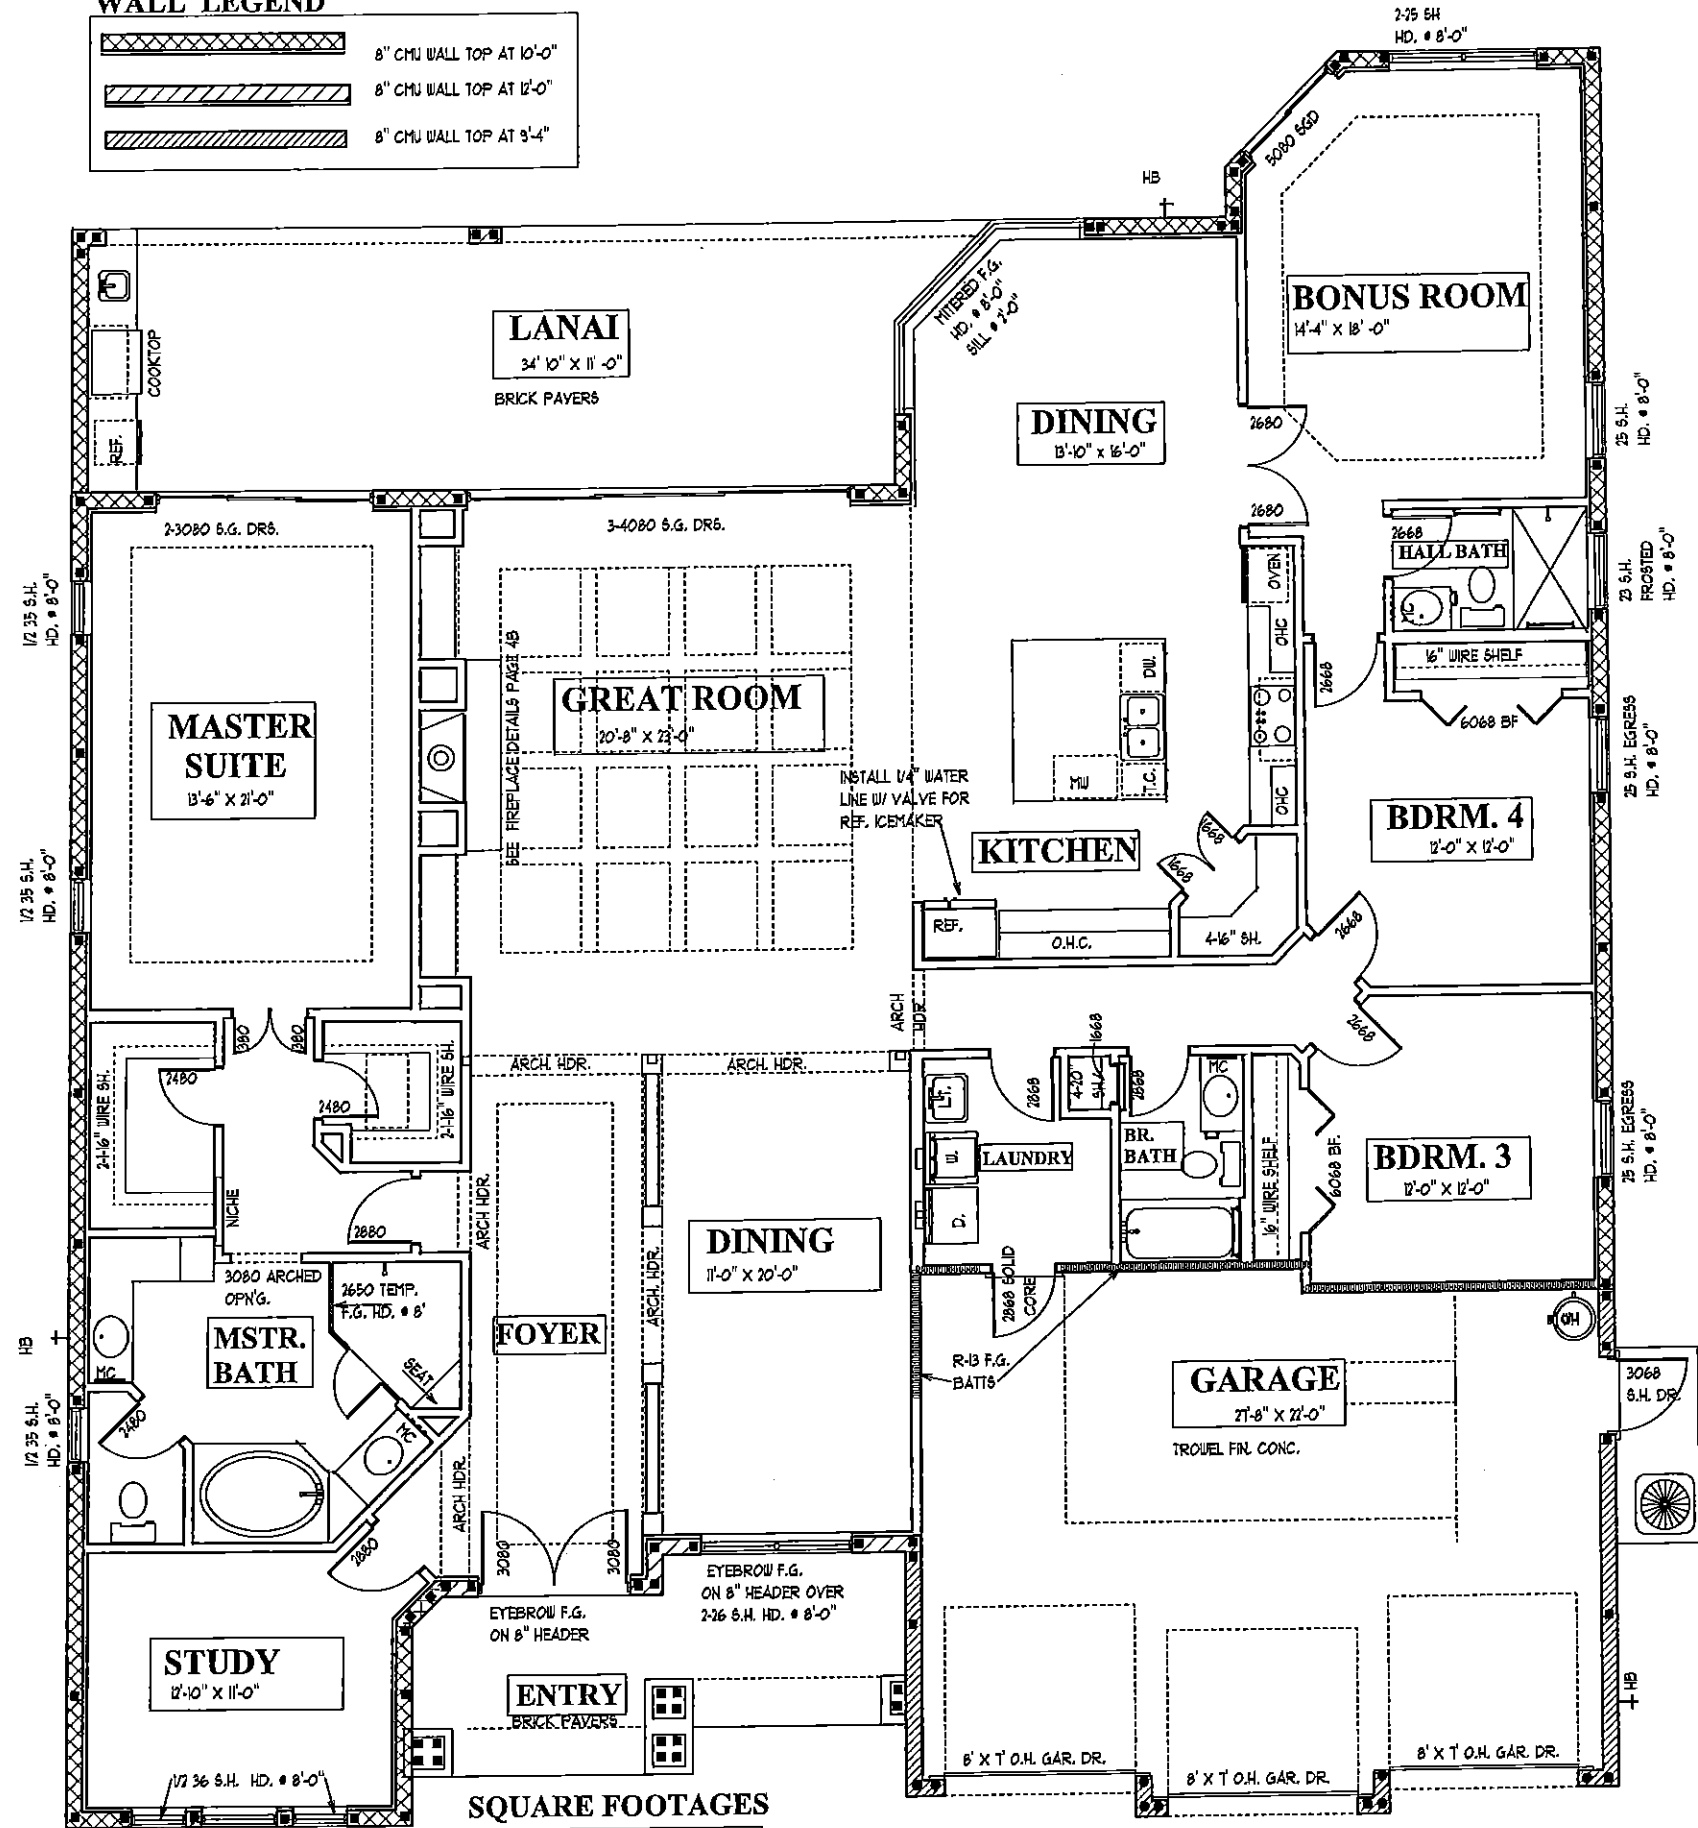 WALL LEGEND
8" CMU WALL TOP AT 10'-0"
8" CMU WALL TOP AT 12'-0"
8" CMU WALL TOP AT 9'-4"
2-25 SH
HD. @ 8'-0"
5080 SGD
HB
MITERED F.G.
HD. @ 8'-0"
SILL @ 2'-0"
LANAI
34' 10" X 11'-0"
BRICK PAVERS
COOKTOP
REF.
BONUS ROOM
14'-4" X 18'-0"
DINING
13'-10" x 16'-0"
2680
2680
25 S.H.
HD. @ 8'-0"
2-3080 S.G. DRS.
3-4080 S.G. DRS.
2668
HALL BATH
MC
23 S.H.
FROSTED
HD. @ 8'-0"
1/2 35 S.H.
HD. @ 8'-0"
OVEN
OHC
16" WIRE SHELF
2668
6068 BF
DW.
SEE FIREPLACE DETAILS PAGE 4B
MASTER
SUITE
13'-6" X 21'-0"
GREAT ROOM
20'-8" X 23'-0"
25 S.H. EGRESS
HD. @ 8'-0"
INSTALL 1/4" WATER
LINE W/ VALVE FOR
REF. ICEMAKER
MW
T.C.
OHC
BDRM. 4
12'-0" X 12'-0"
KITCHEN
1668
1668
1/2 35 S.H.
HD. @ 8'-0"
REF.
O.H.C.
4-16" SH.
2668
2668
ARCH
HDR
1380
1380
2-1-16" WIRE SH.
2480
2480
2-1-16" WIRE SH.
ARCH. HDR.
ARCH. HDR.
L.T.
2868
4-20"
SH.
1668
2868
MC
BR.
BATH
W.
LAUNDRY
D.
16" WIRE SHELF
6068 BF.
BDRM. 3
12'-0" X 12'-0"
25 S.H. EGRESS
HD. @ 8'-0"
NICHE
2880
ARCH HDR.
DINING
11'-0" X 20'-0"
3080 ARCHED
OPN'G.
2650 TEMP.
F.G. HD. @ 8'
MSTR.
BATH
MC
SEAT
MC
FOYER
ARCH. HDR.
2868 SOLID
CORE
R-13 F.G.
BATTS
HB
GARAGE
27'-8" X 22'-0"
TROWEL FIN. CONC.
3068
S.H. DR.
1/2 35 S.H.
HD. @ 8'-0"
2480
ARCH HDR.
2880
3080
3080
EYEBROW F.G.
ON 8" HEADER
EYEBROW F.G.
ON 8" HEADER OVER
2-26 S.H. HD. @ 8'-0"
STUDY
12'-10" X 11'-0"
ENTRY
BRICK PAVERS
HB
1/2 36 S.H. HD. @ 8'-0"
8' X 7' O.H. GAR. DR.
8' X 7' O.H. GAR. DR.
8' X 7' O.H. GAR. DR.
SQUARE FOOTAGES